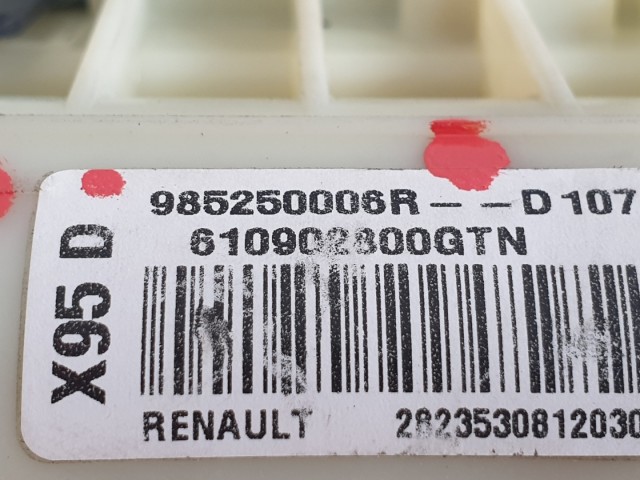 985250006R--D 107
610902800GTN
X95 D
RENAULT 2823530812030